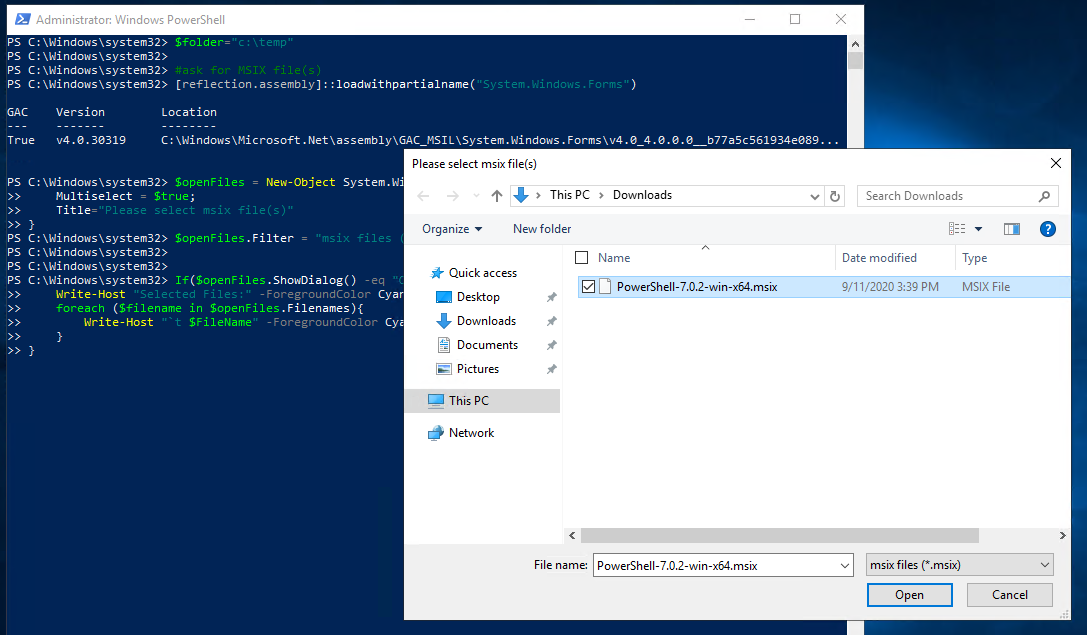 Administrator: Windows PowerShell
PS C:\Windows\system32> $folder="c:\temp"
PS C:\Windows\system32>
PS C:\Windows\system32> #ask for MSIX file(s)
PS C:\Windows\system32> [reflection.assembly]::loadwithpartialname("System.Windows.Forms")
GAC    Version        Location
---    -------        --------
True   v4.0.30319     C:\Windows\Microsoft.Net\assembly\GAC_MSIL\System.Windows.Forms\v4.0_4.0.0.0__b77a5c561934e089...
PS C:\Windows\system32> $openFiles = New-Object System.Wi
>>     Multiselect = $true;
>>     Title="Please select msix file(s)"
>> }
PS C:\Windows\system32> $openFiles.Filter = "msix files (
PS C:\Windows\system32>
PS C:\Windows\system32>
PS C:\Windows\system32> If($openFiles.ShowDialog() -eq "
>>     Write-Host "Selected Files:" -ForegroundColor Cyan
>>     foreach ($filename in $openFiles.Filenames){
>>         Write-Host "`t $FileName" -ForegroundColor Cya
>>     }
>> }
Please select msix file(s)
This PC > Downloads
Search Downloads
Organize
New folder
Name
Date modified
Type
PowerShell-7.0.2-win-x64.msix
9/11/2020 3:39 PM
MSIX File
Quick access
Desktop
Downloads
Documents
Pictures
This PC
Network
File name:
PowerShell-7.0.2-win-x64.msix
msix files (*.msix)
Open
Cancel